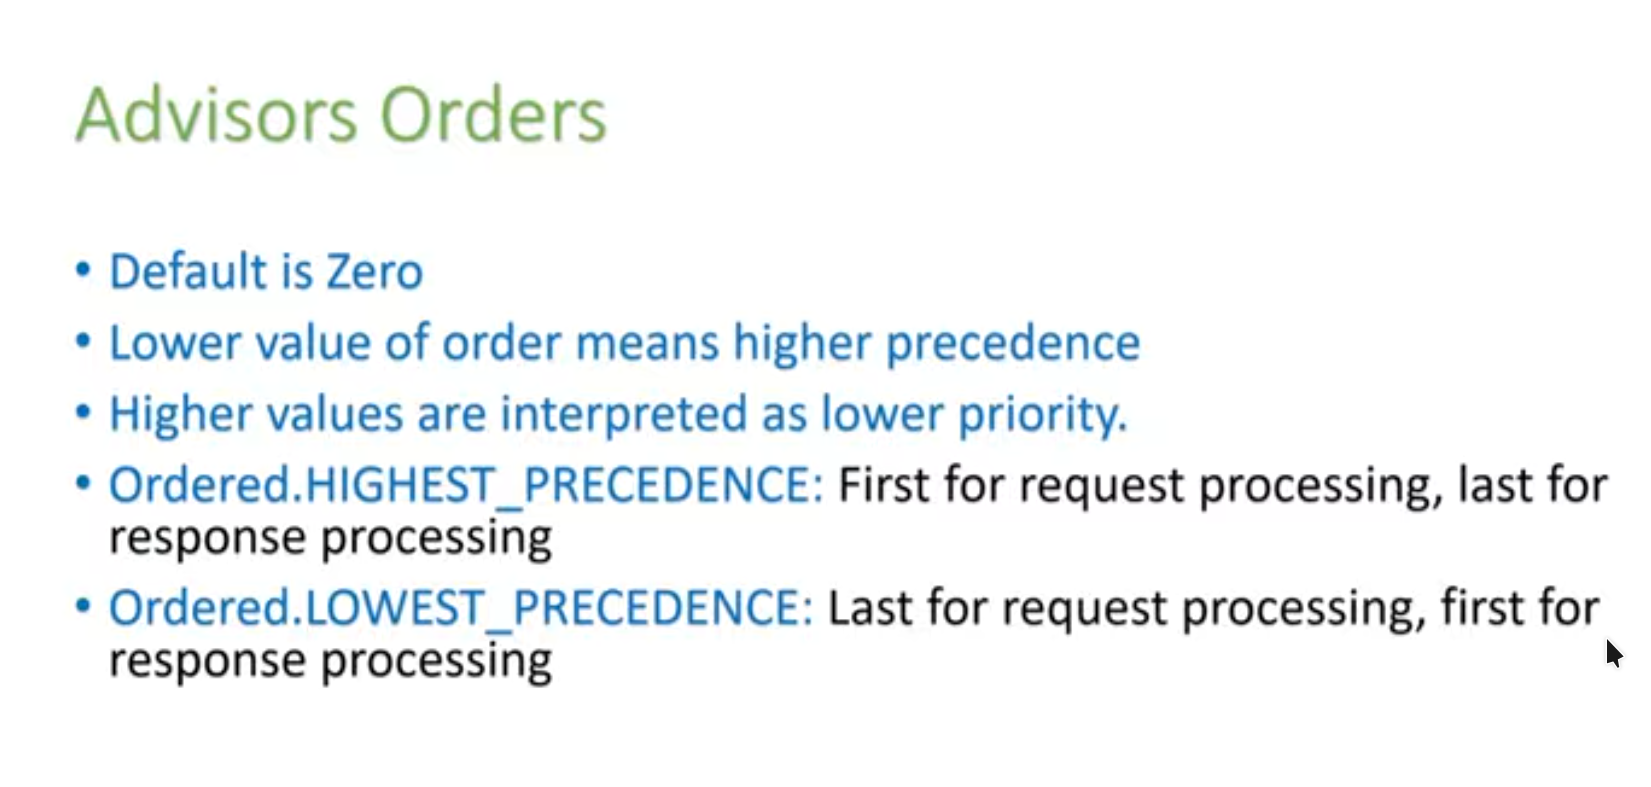 Advisors Orders
• Default is Zero
• Lower value of order means higher precedence
• Higher values are interpreted as lower priority.
• Ordered.HIGHEST_PRECEDENCE: First for request processing, last for
response processing
• Ordered.LOWEST_PRECEDENCE: Last for request processing, first for
response processing